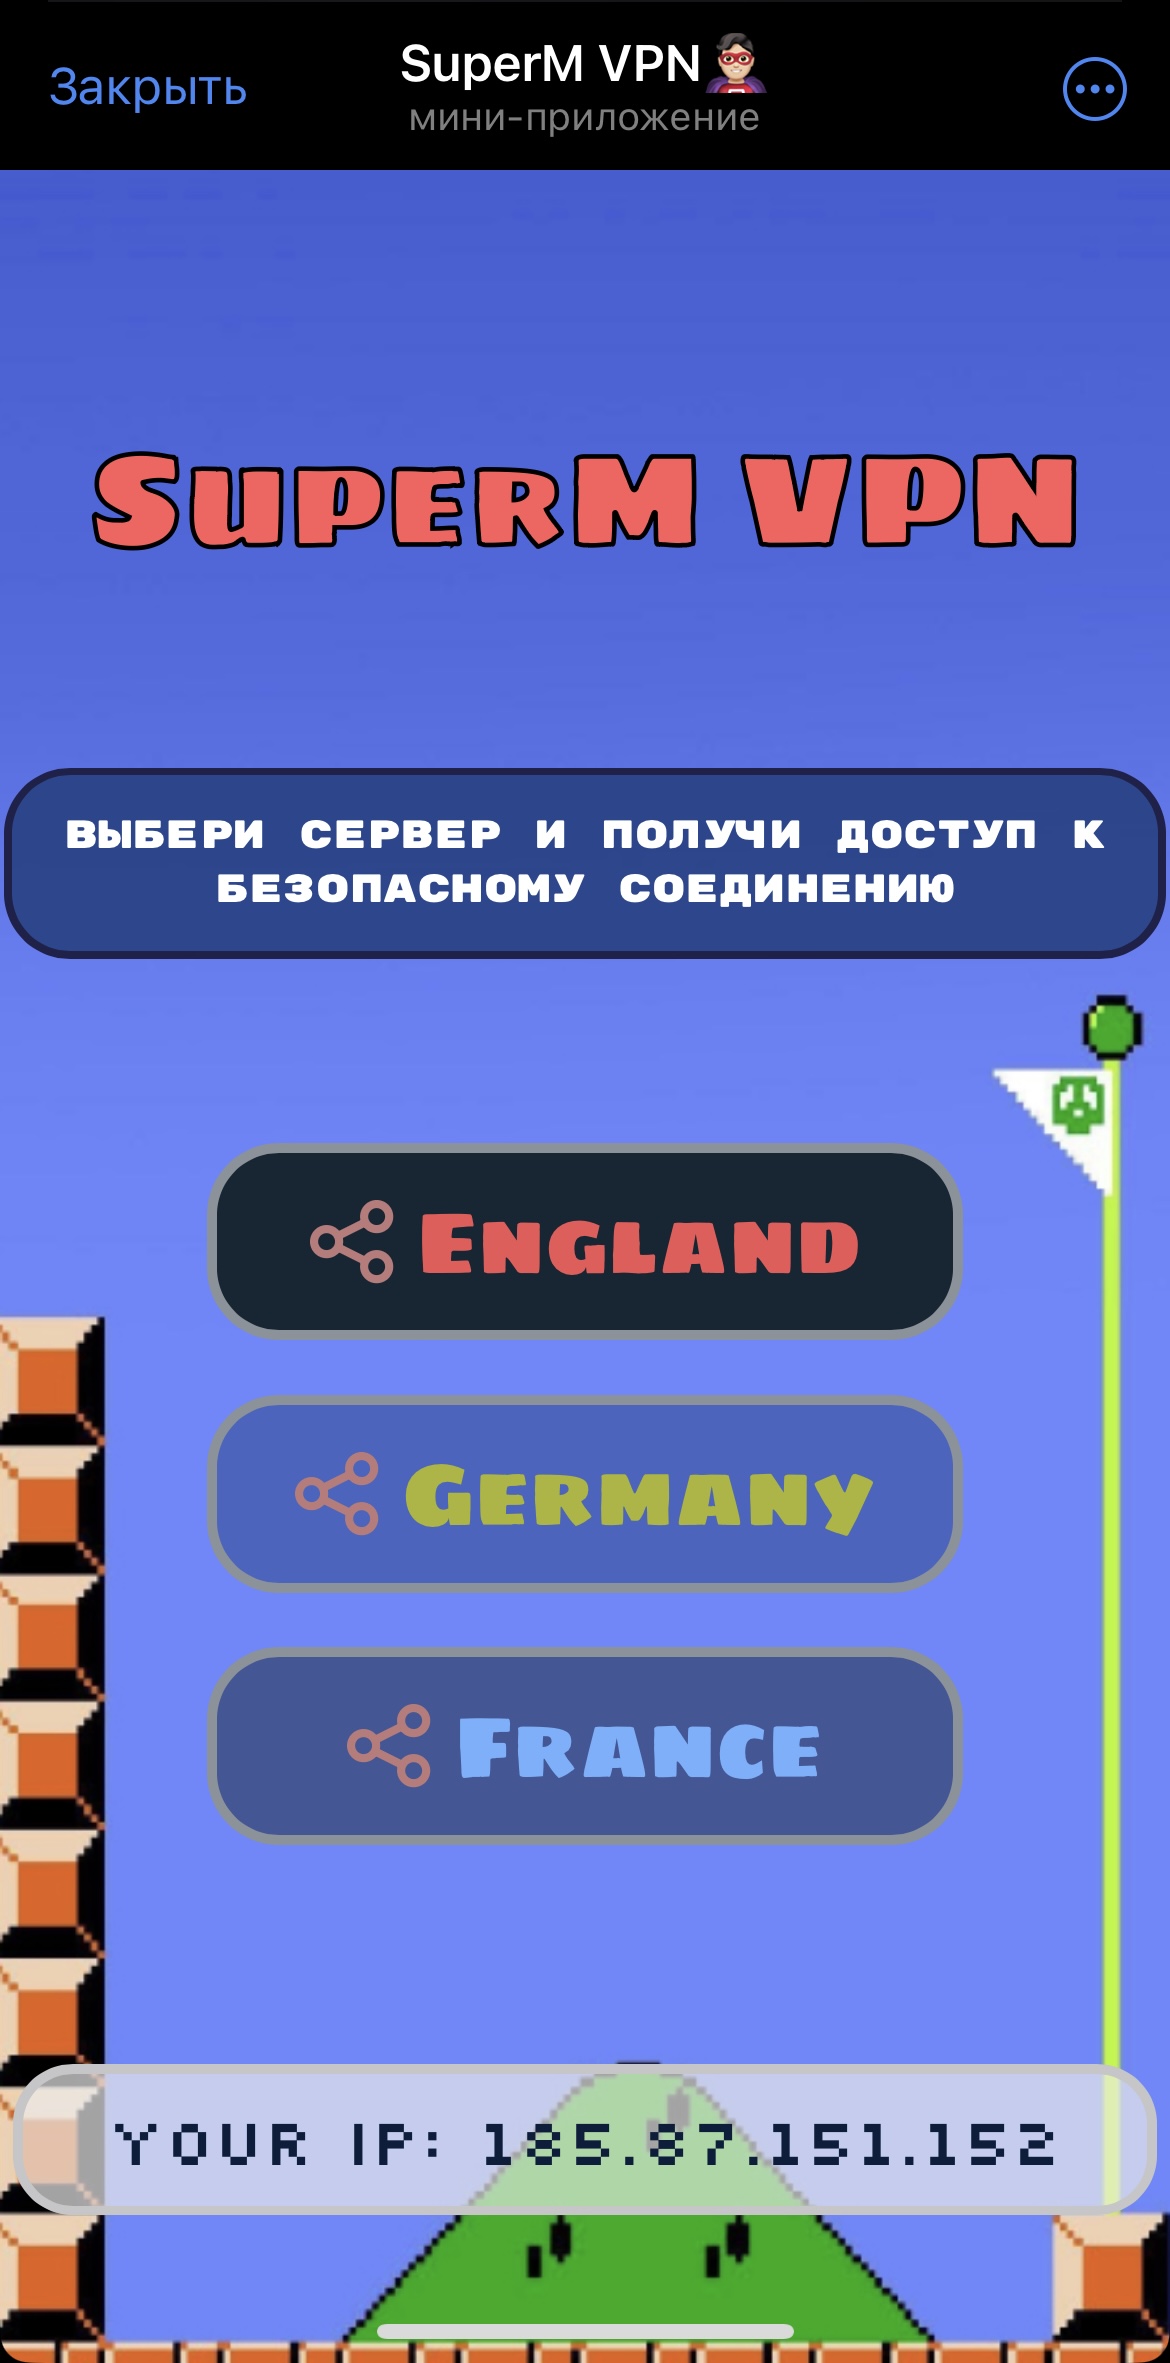 Закрыть
SuperM VPN
мини-приложение
SuperM VPN
ВЫБЕРИ СЕРВЕР И ПОЛУЧИ ДОСТУП К
БЕЗОПАСНОМУ СОЕДИНЕНИЮ
England
Germany
France
YOUR IP: 185.87.151.152